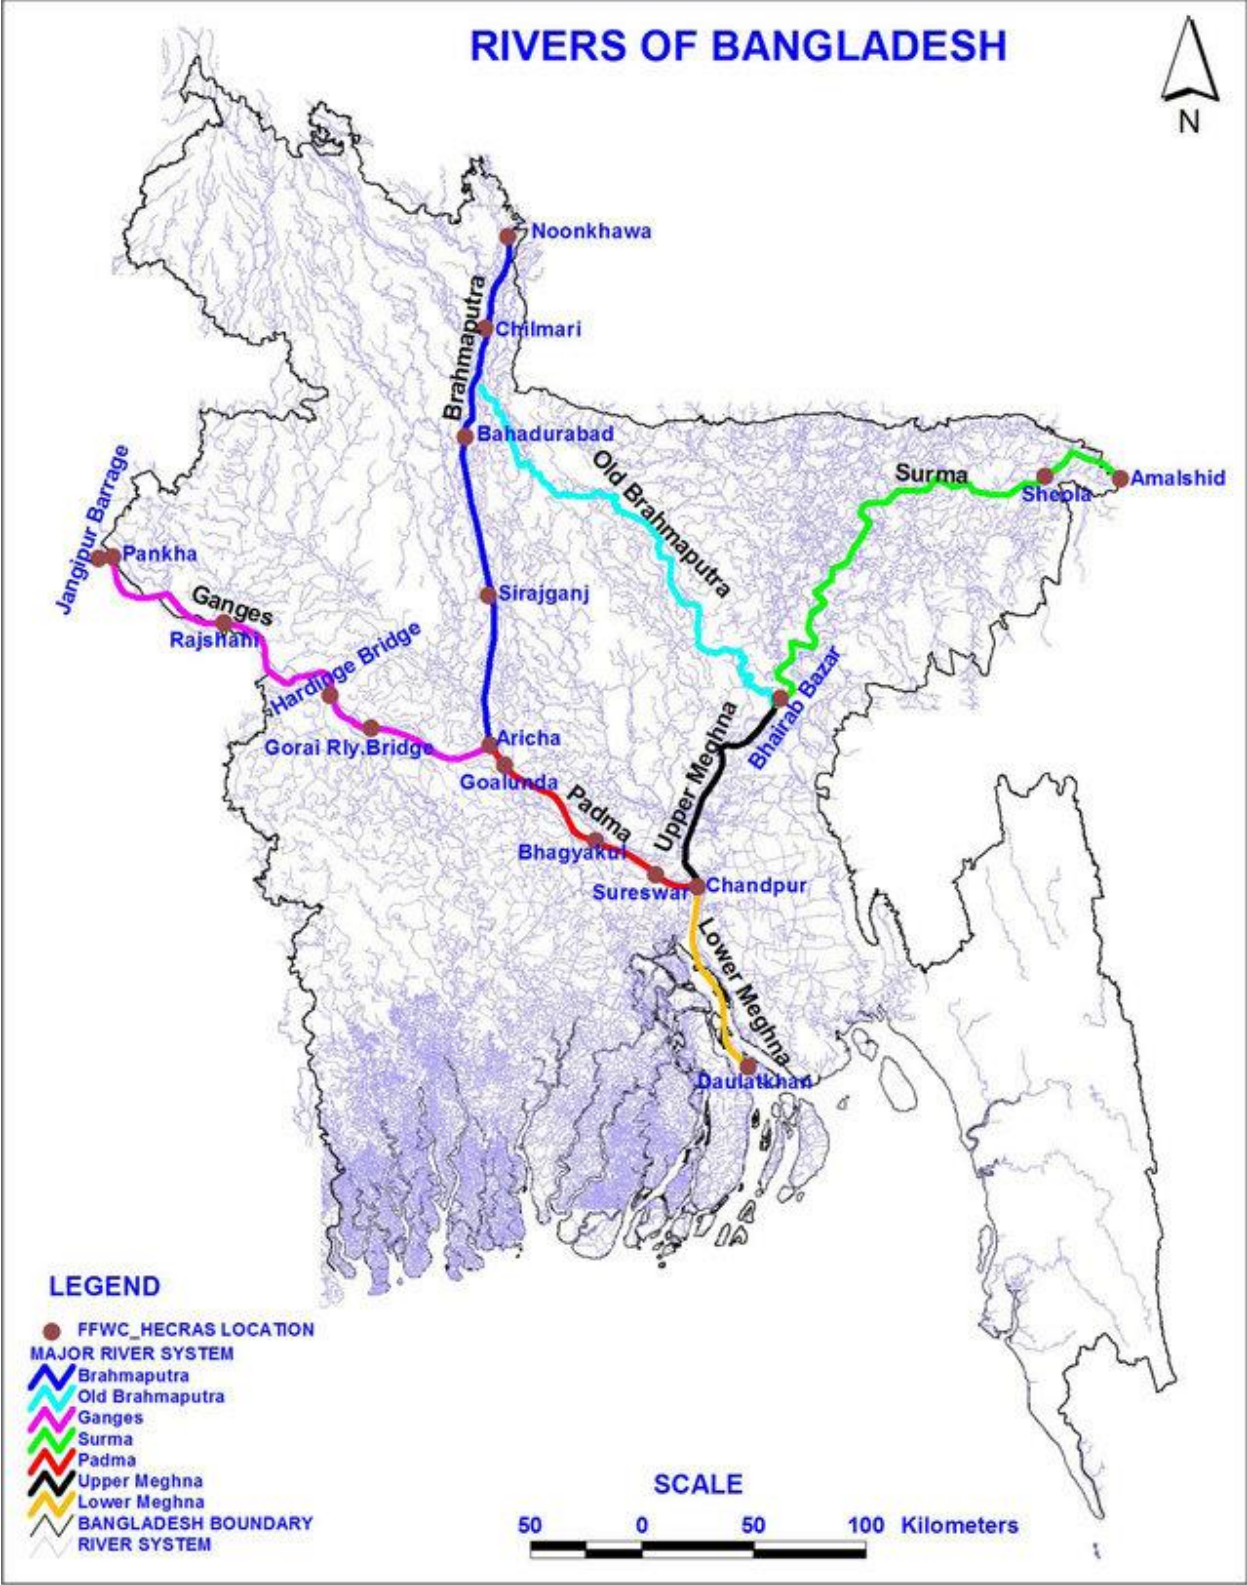 RIVERS OF BANGLADESH
N
Noonkhawa
Brahmaputra
Chilmari
Bahadurabad
Old Brahmaputra
Surma
Sheola
Amalshid
Jangipur Barrage
Pankha
Ganges
Rajshahi
Sirajganj
Hardinge Bridge
Gorai Rly.Bridge
Aricha
Goalunda
Bhairab Bazar
Upper Meghna
Padma
Bhagyakul
Sureswar
Chandpur
Lower Meghna
Daulatkhan
LEGEND
FFWC_HECRAS LOCATION
MAJOR RIVER SYSTEM
Brahmaputra
Old Brahmaputra
Ganges
Surma
Padma
Upper Meghna
Lower Meghna
BANGLADESH BOUNDARY
RIVER SYSTEM
SCALE
50 0 50 100 Kilometers